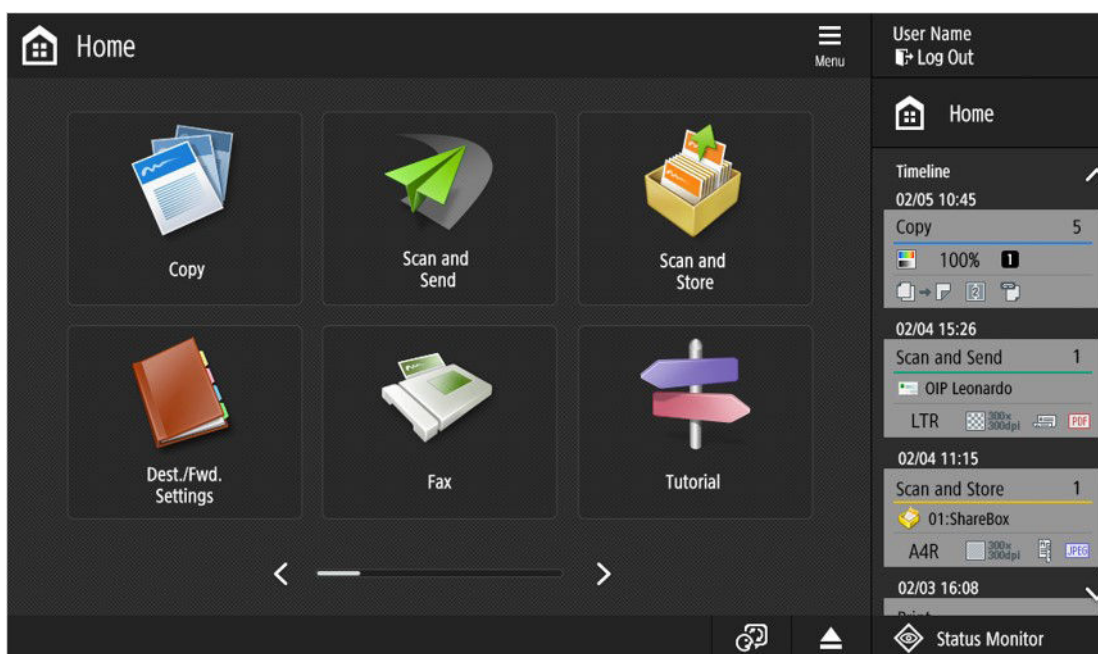 Home
Menu
Copy
Scan and
Send
Scan and
Store
Dest./Fwd.
Settings
Fax
Tutorial
User Name
Log Out
Home
Timeline
02/05 10:45
Copy 5
100% 1
2
02/04 15:26
Scan and Send 1
OIP Leonardo
LTR 300x
300dpi PDF
02/04 11:15
Scan and Store 1
01:ShareBox
A4R 300x
300dpi JPEG
02/03 16:08
Status Monitor